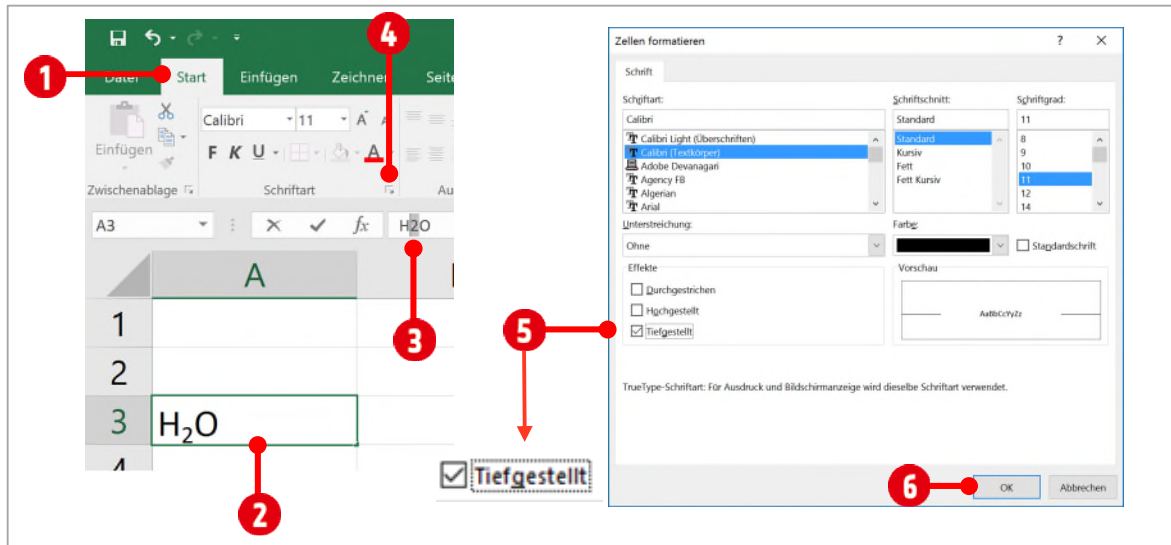 4
1
Datei Start Einfügen Zeichnen Seite
Calibri 11 A A
Einfügen
F K U A
Zwischenablage Schriftart Au
A3 fx H2O
A
3
1
2
3 H₂O
4
2
5
Tiefgestellt
Zellen formatieren ? ×
Schrift
Schriftart: Schriftschnitt: Schriftgrad:
Calibri Standard 11
Calibri Light (Überschriften) Standard 8
Calibri (Textkörper) Kursiv 9
Adobe Devanagari Fett 10
Agency FB Fett Kursiv 11
Algerian 12
Arial 14
Unterstreichung: Farbe:
Ohne Standardschrift
Effekte Vorschau
Durchgestrichen
Hochgestellt AaBbCcYyZz
Tiefgestellt
TrueType-Schriftart: Für Ausdruck und Bildschirmanzeige wird dieselbe Schriftart verwendet.
6
OK Abbrechen